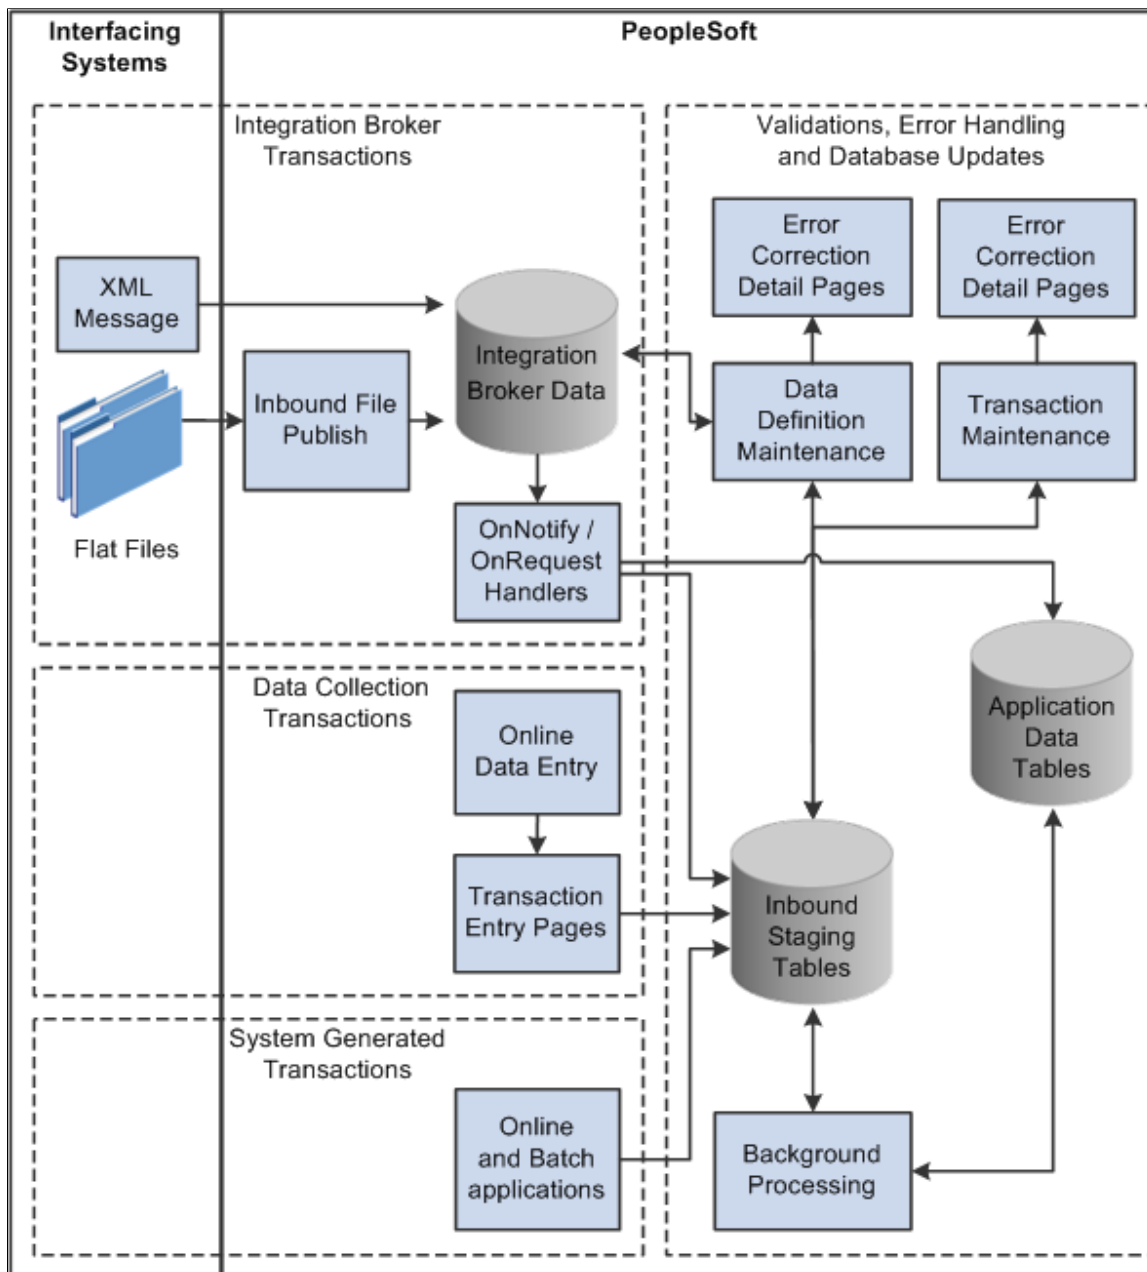 Interfacing
Systems
PeopleSoft
Integration Broker
Transactions
XML
Message
Inbound File
Publish
Flat Files
Integration
Broker Data
OnNotify /
OnRequest
Handlers
Data Collection
Transactions
Online
Data Entry
Transaction
Entry Pages
System Generated
Transactions
Online
and Batch
applications
Validations, Error Handling
and Database Updates
Error
Correction
Detail Pages
Error
Correction
Detail Pages
Data
Definition
Maintenance
Transaction
Maintenance
Application
Data
Tables
Inbound
Staging
Tables
Background
Processing